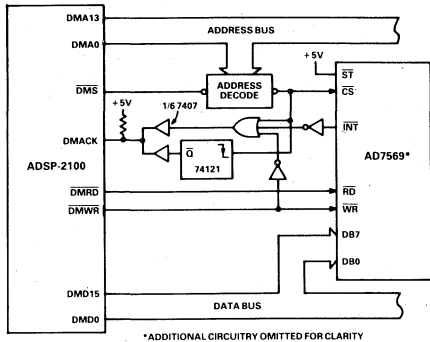 DMA13
ADDRESS BUS
DMA0
+5V
ST
DMS
ADDRESS
DECODE
CS
+5V
1/6 7407
INT
DMACK
Q
74121
ADSP-2100
AD7569*
DMRD
RD
DMWR
WR
DB7
DB0
DMD15
DATA BUS
DMD0
*ADDITIONAL CIRCUITRY OMITTED FOR CLARITY